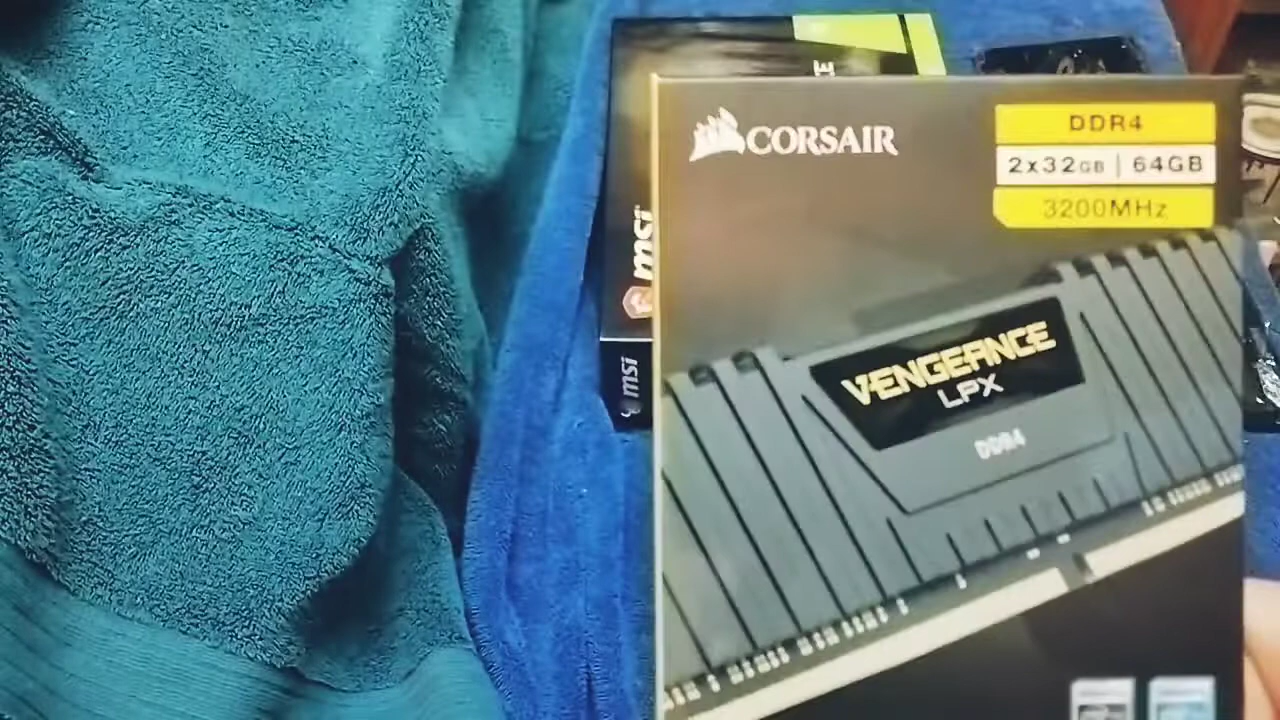 CORSAIR
DDR4
2x32GB | 64GB
3200MHz
msi
msi
VENGEANCE
LPX
DDR4